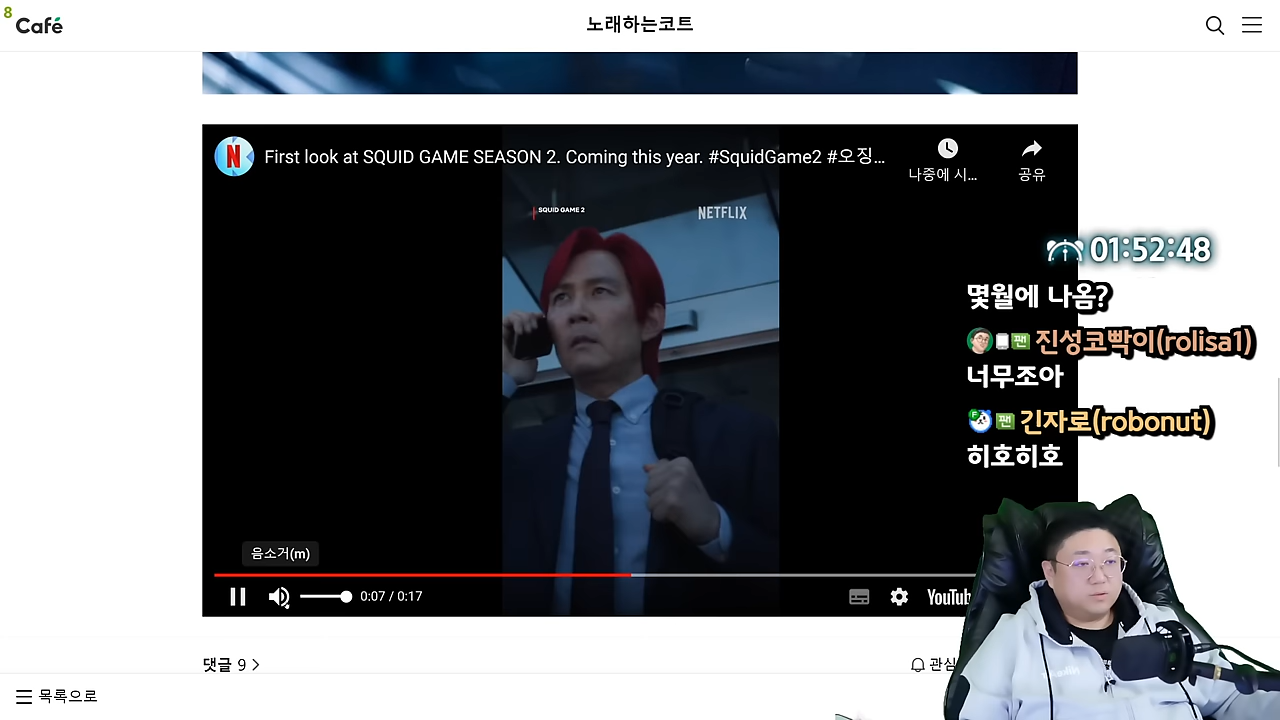 8
Café
노래하는코트
First look at SQUID GAME SEASON 2. Coming this year. #SquidGame2 #오징...
나중에 시...
공유
SQUID GAME 2
NETFLIX
01:52:48
몇월에 나옴?
팬 진성코빡이(rolisa1)
너무조아
팬 긴자로(robonut)
히호히호
음소거(m)
0:07 / 0:17
YouTub
댓글 9
관심
목록으로